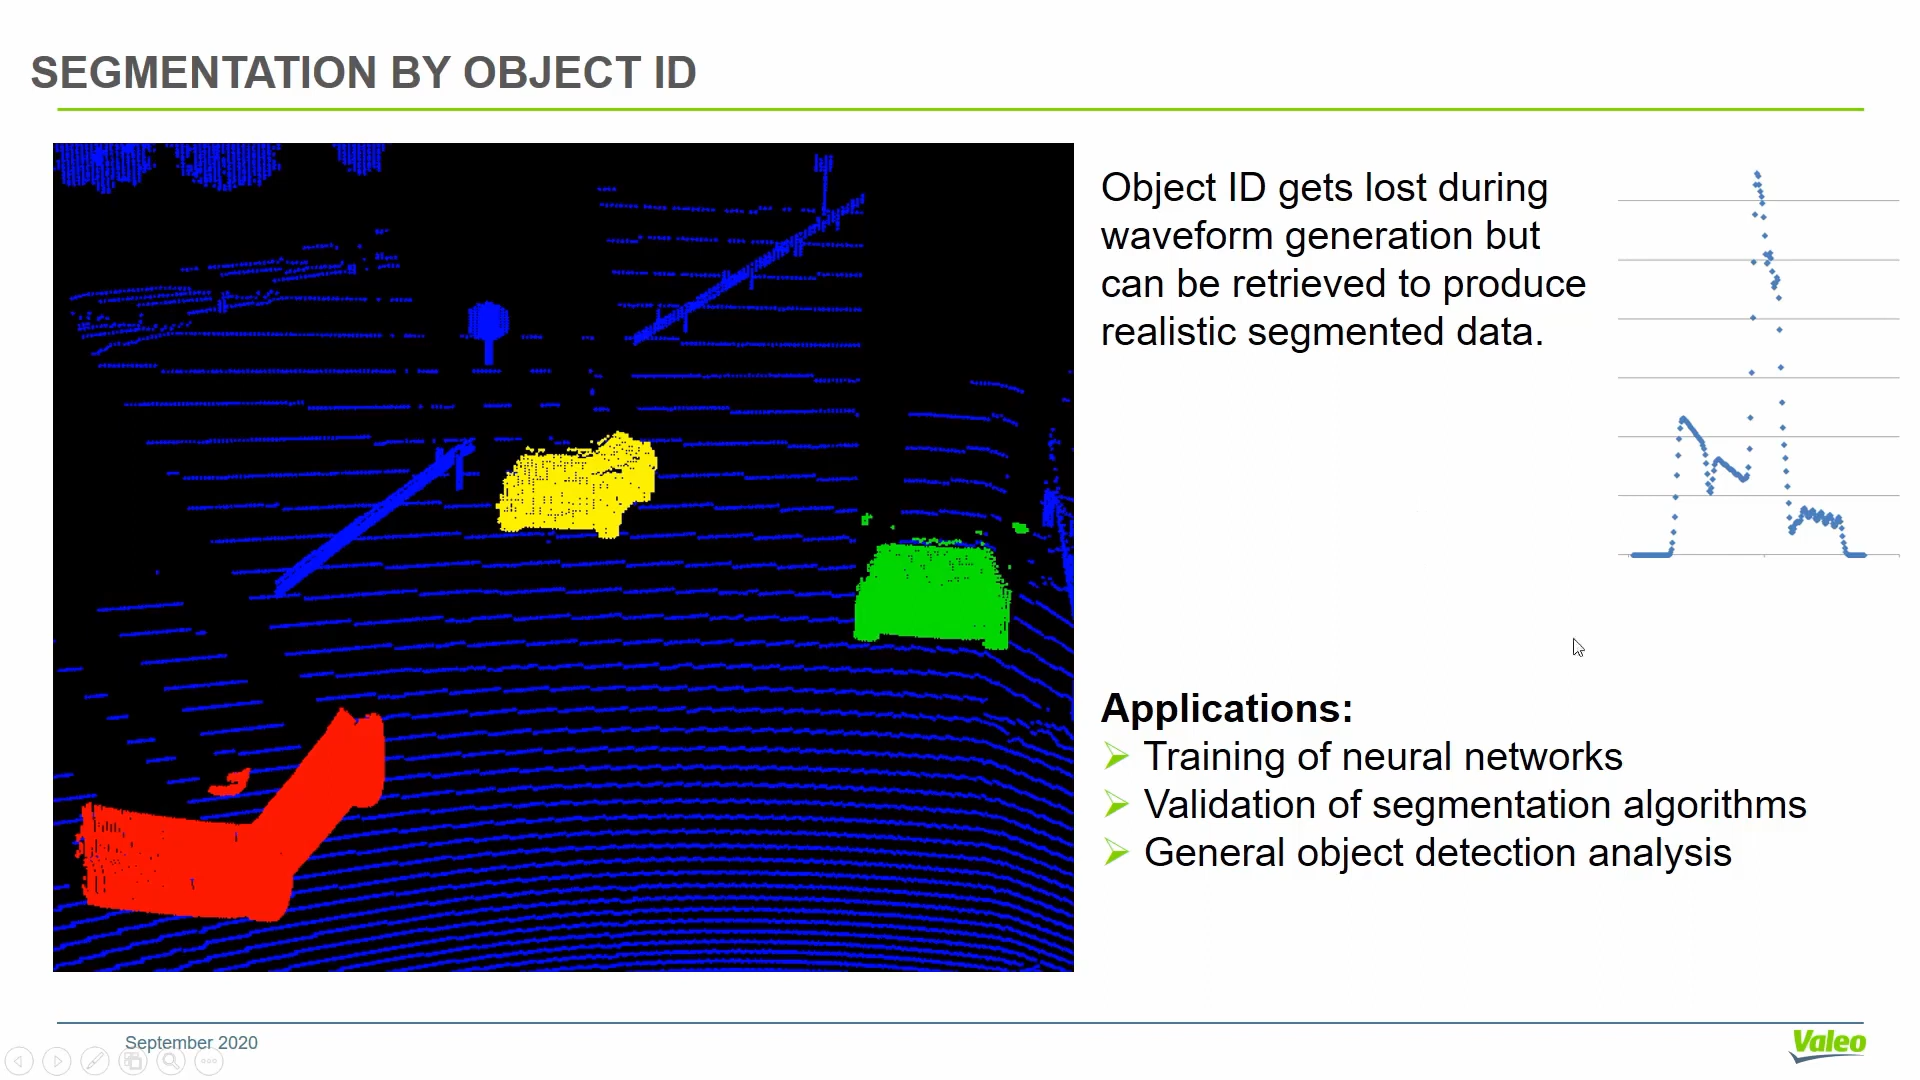 SEGMENTATION BY OBJECT ID
Object ID gets lost during
waveform generation but
can be retrieved to produce
realistic segmented data.
Applications:
Training of neural networks
Validation of segmentation algorithms
General object detection analysis
September 2020
Valeo